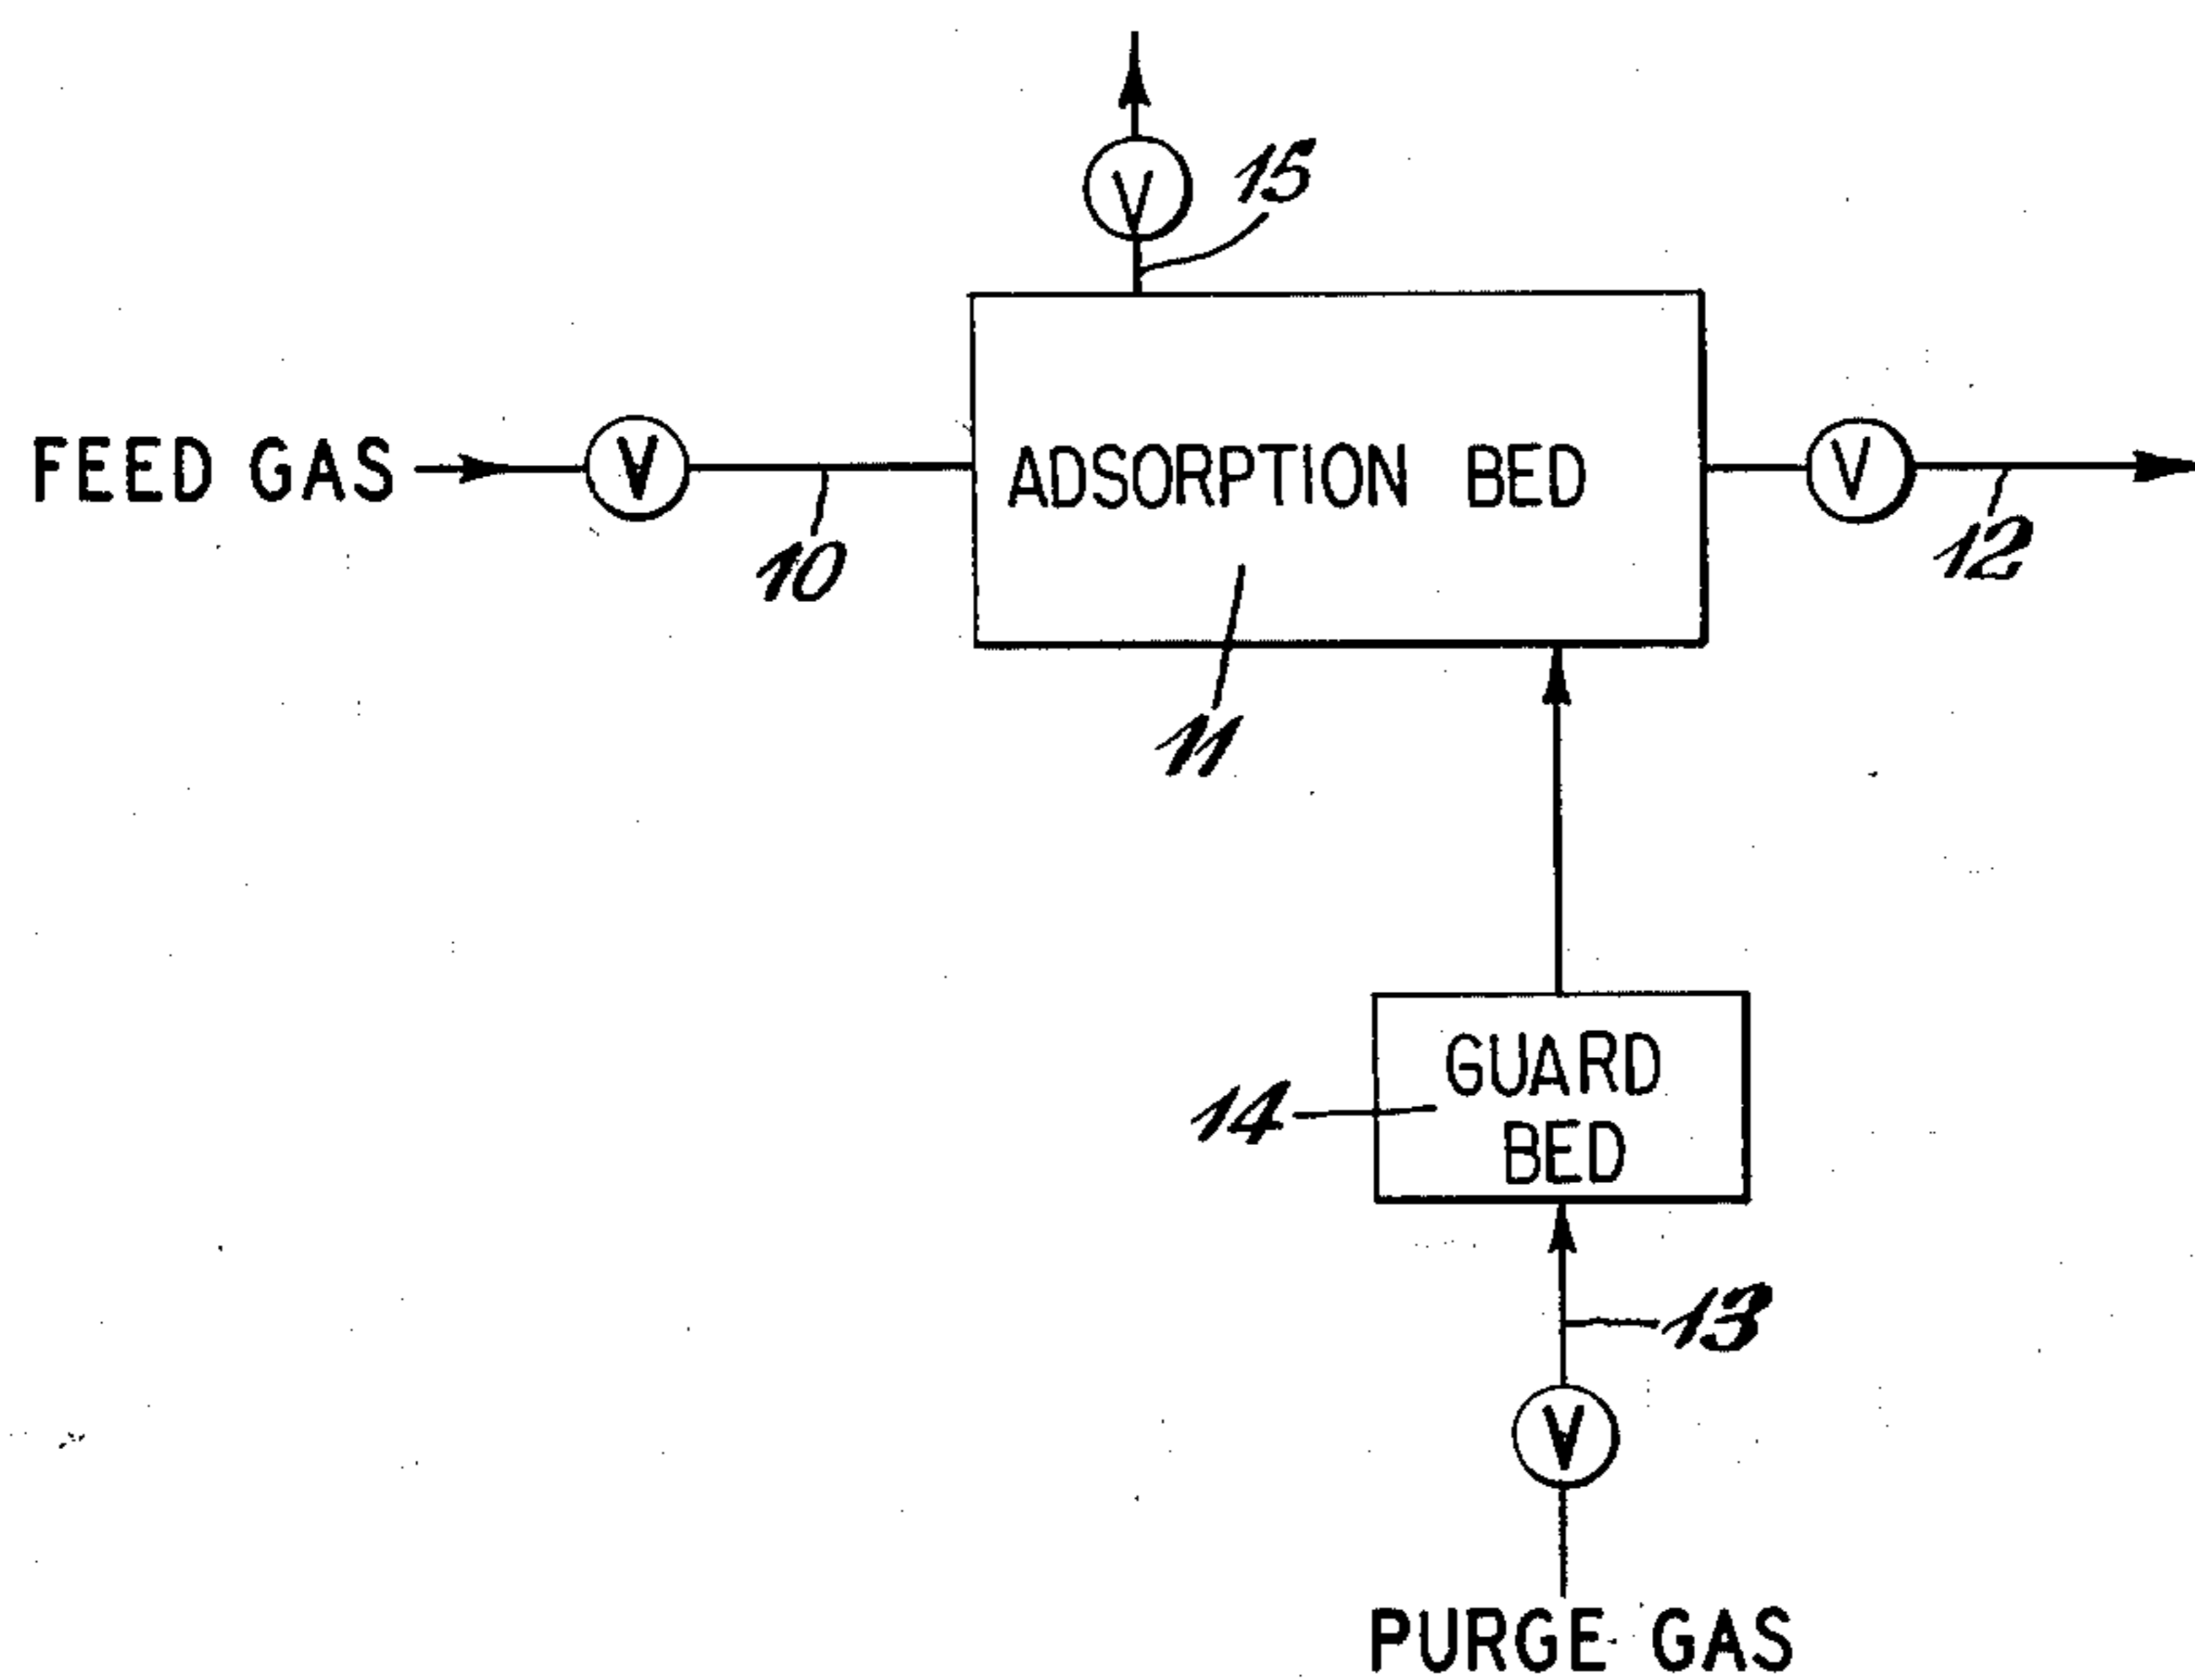 V
15
FEED GAS
V
ADSORPTION BED
V
10
12
11
GUARD
BED
14
13
V
PURGE GAS